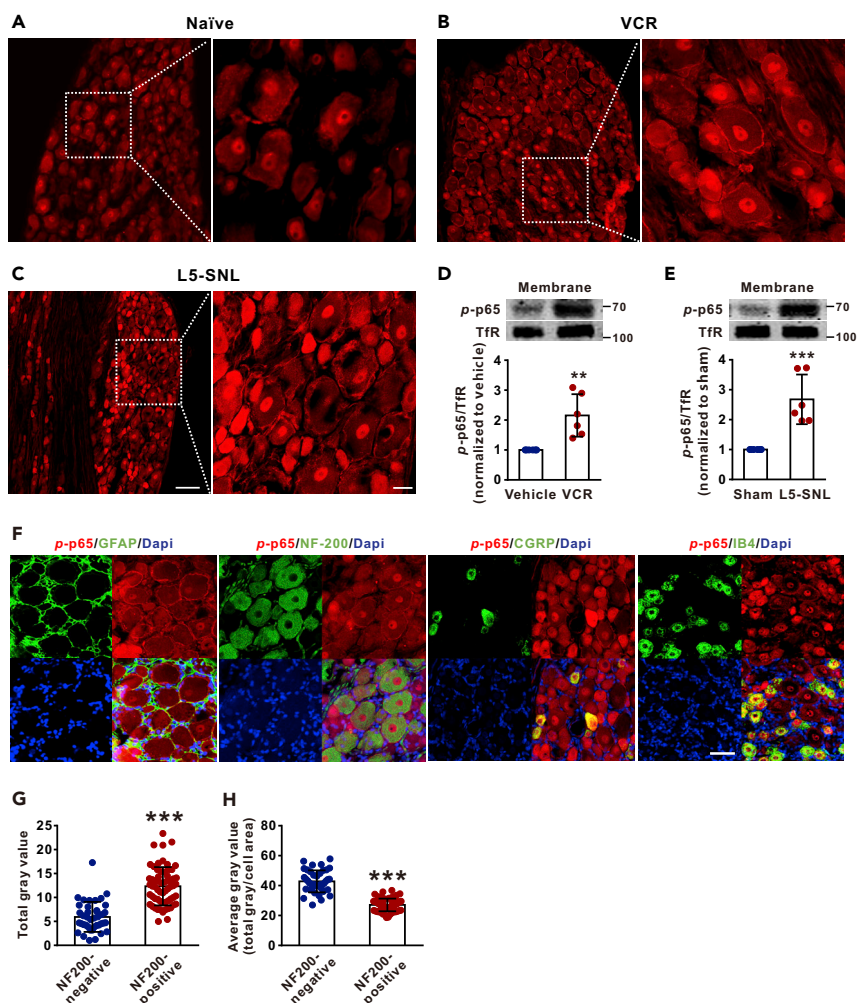 A
Naïve
B
VCR
C
L5-SNL
D
Membrane
p-p65
70
TfR
100
p-p65/TfR
(normalized to vehicle)
4
3
2
1
0
**
Vehicle VCR
E
Membrane
p-p65
70
TfR
100
p-p65/TfR
(normalized to sham)
4
3
2
1
0
***
Sham L5-SNL
F
p-p65/GFAP/Dapi
p-p65/NF-200/Dapi
p-p65/CGRP/Dapi
p-p65/IB4/Dapi
G
Total gray value
25
20
15
10
5
0
***
NF200-
negative
NF200-
positive
H
Average gray value
(total gray/cell area)
80
60
40
20
0
***
NF200-
negative
NF200-
positive